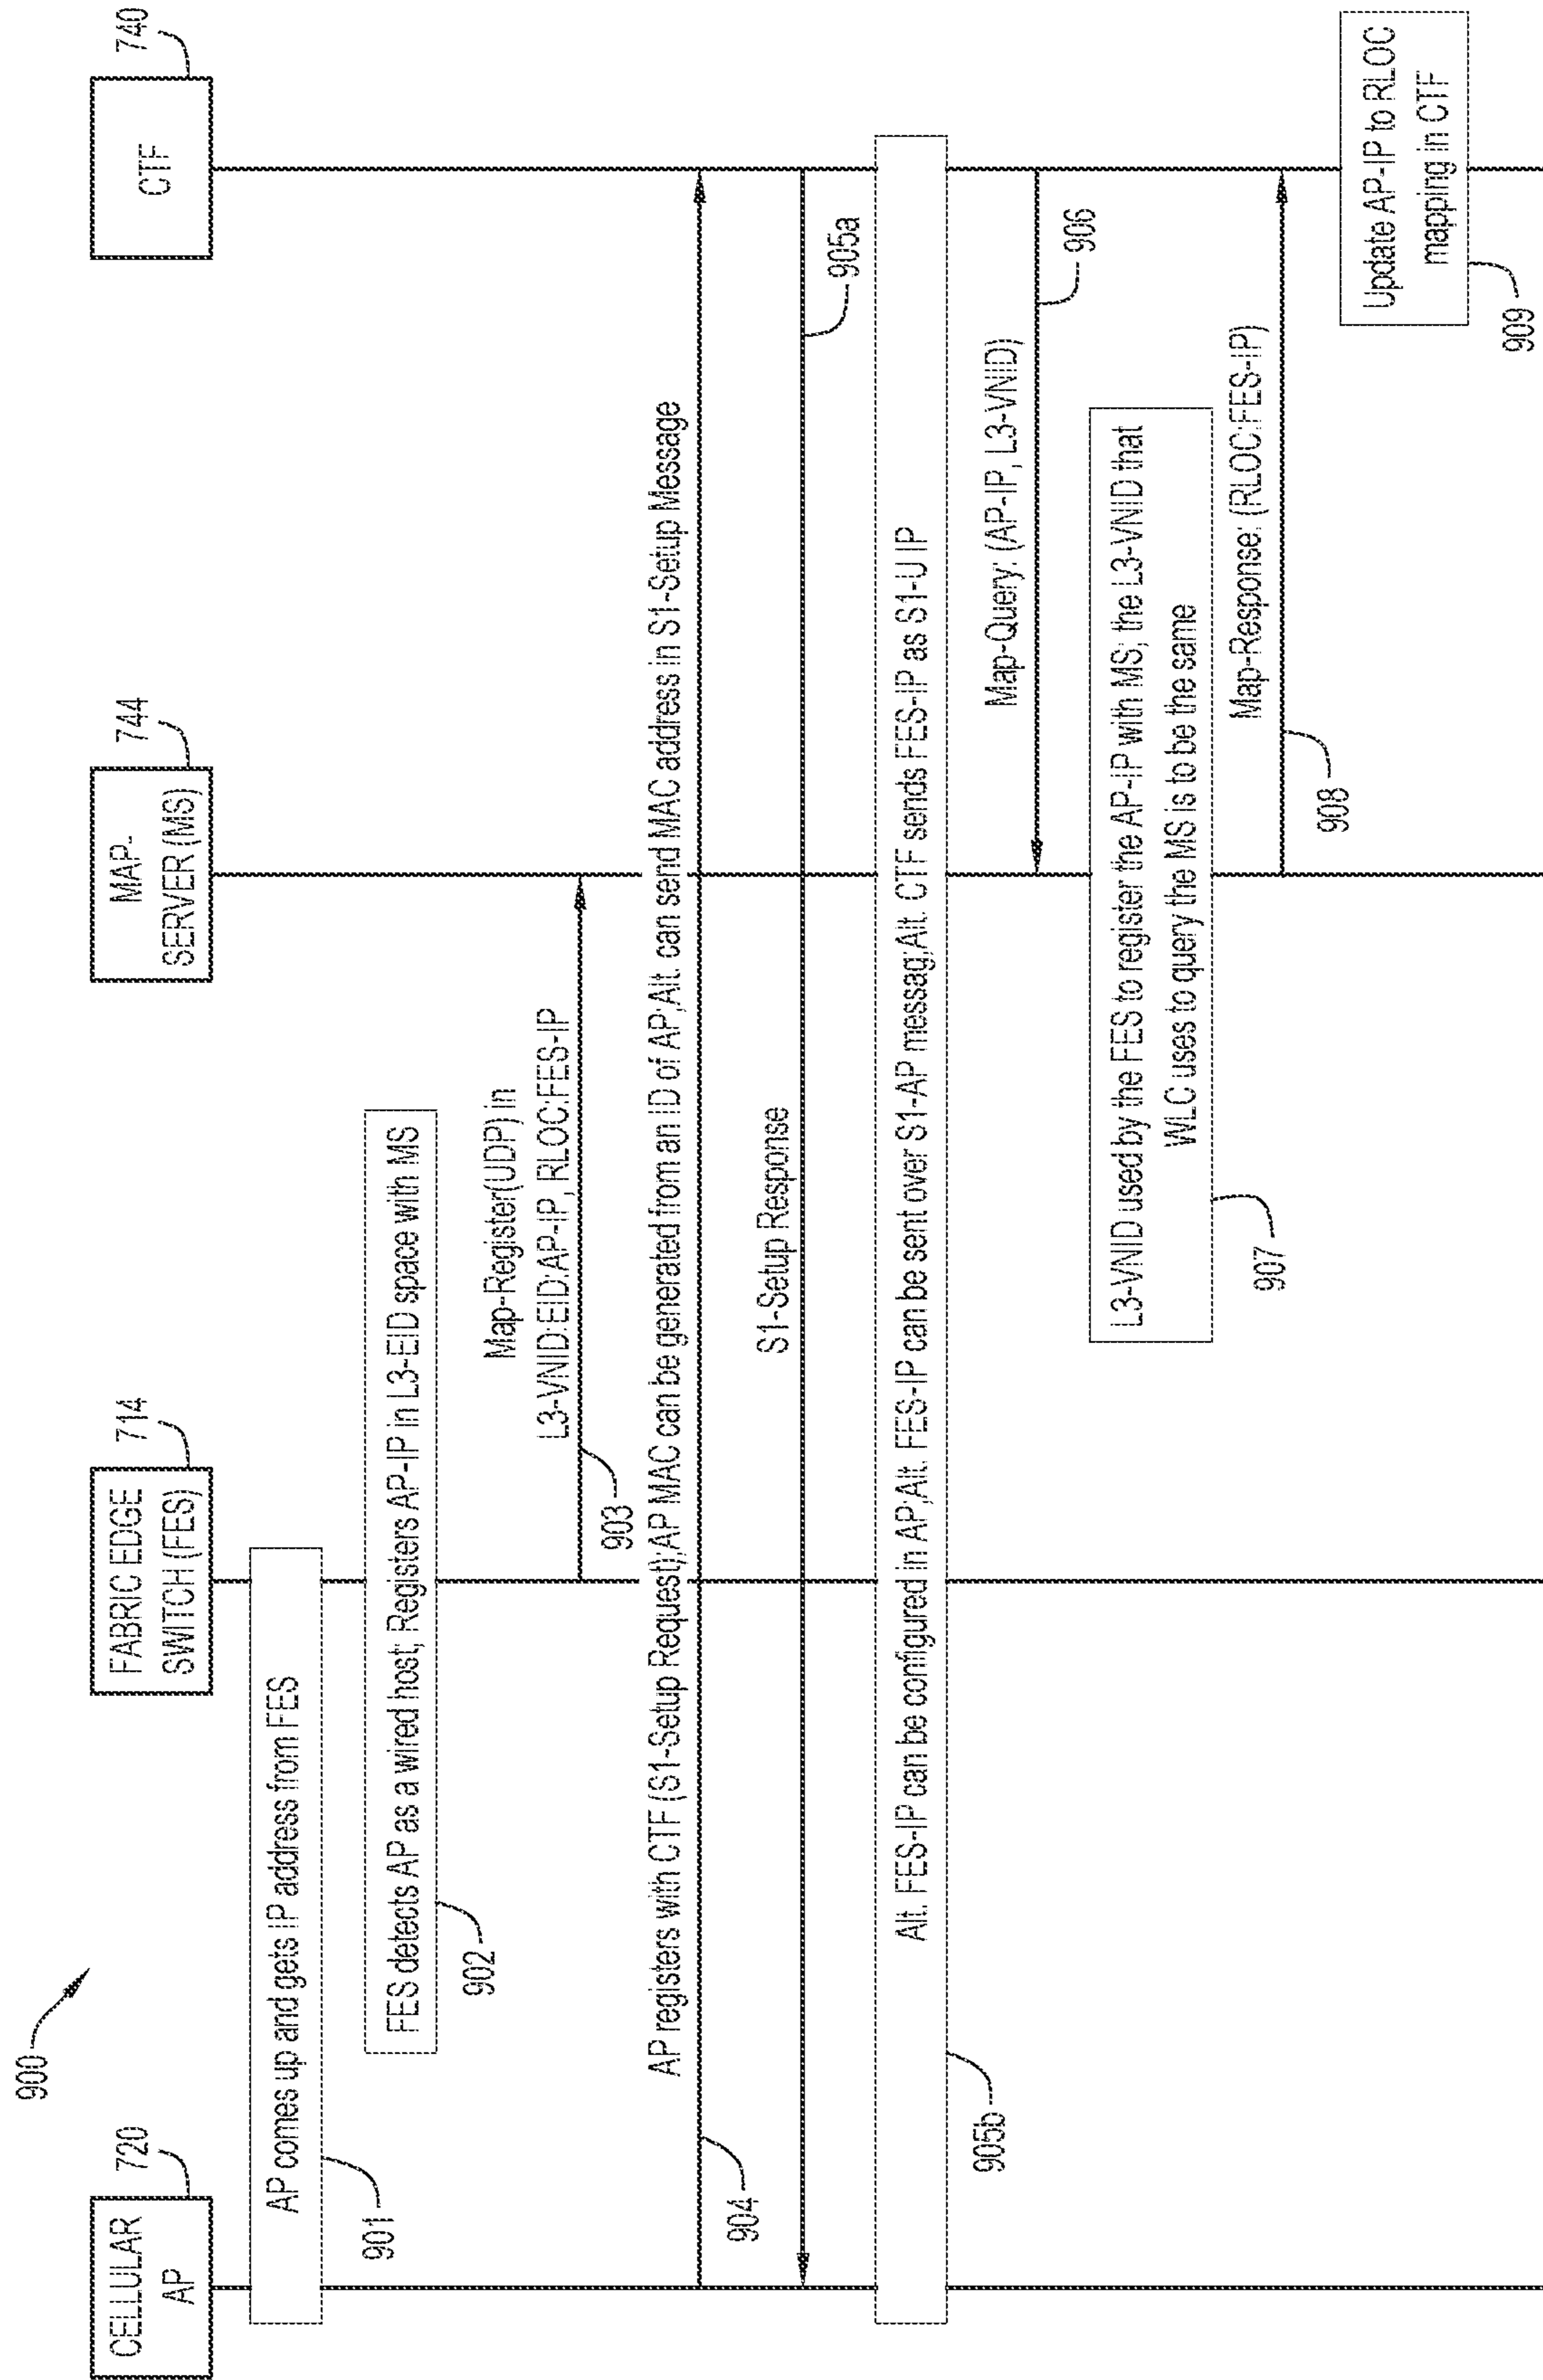 900
CELLULAR
AP
720
FABRIC EDGE
SWITCH (FES)
714
MAP-
SERVER (MS)
744
CTF
740
AP comes up and gets IP address from FES
901
FES detects AP as a wired host; Registers AP-IP in L3-EID space with MS
902
Map-Register(UDP) in
L3-VNID:EID:AP-IP, RLOC:FES-IP
903
AP registers with CTF (S1-Setup Request);AP MAC can be generated from an ID of AP;Alt. can send MAC address in S1-Setup Message
904
S1-Setup Response
905a
Alt. FES-IP can be configured in AP;Alt. FES-IP can be sent over S1-AP messag;Alt. CTF sends FES-IP as S1-U IP
905b
Map-Query: (AP-IP, L3-VNID)
906
L3-VNID used by the FES to register the AP-IP with MS; the L3-VNID that
WLC uses to query the MS is to be the same
907
Map-Response: (RLOC:FES-IP)
908
Update AP-IP to RLOC
mapping in CTF
909